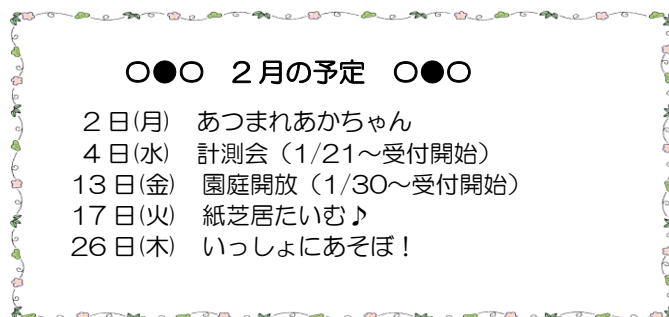 ○●○　２月の予定　○●○
２日(月)　あつまれあかちゃん
４日(水)　計測会（1/21～受付開始）
13日(金)　園庭開放（1/30～受付開始）
17日(火)　紙芝居たいむ♪
26日(木)　いっしょにあそぼ！